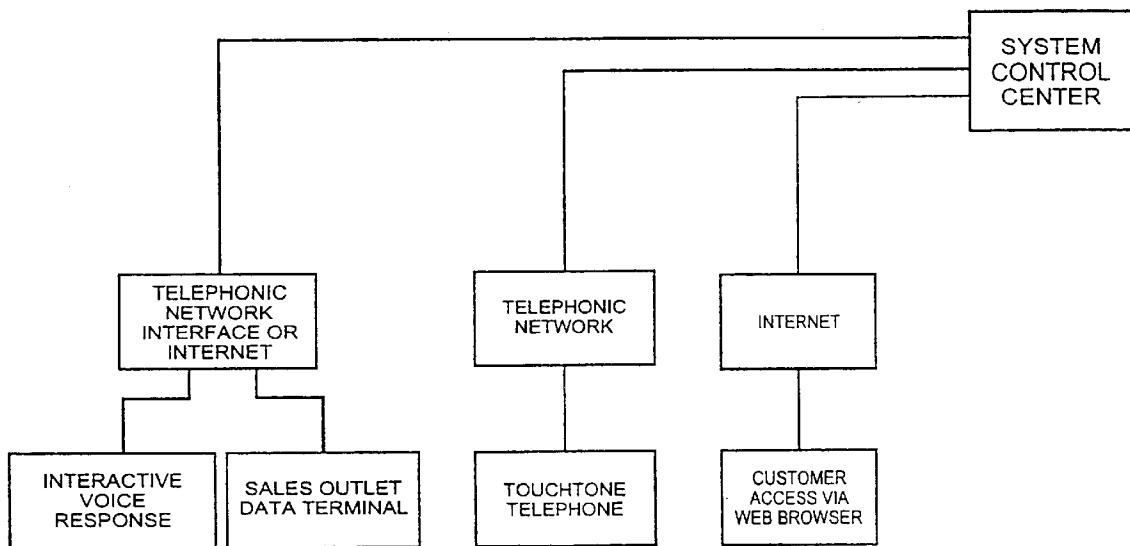 SYSTEM
CONTROL
CENTER
TELEPHONIC
NETWORK
INTERFACE OR
INTERNET
TELEPHONIC
NETWORK
INTERNET
INTERACTIVE
VOICE
RESPONSE
SALES OUTLET
DATA TERMINAL
TOUCHTONE
TELEPHONE
CUSTOMER
ACCESS VIA
WEB BROWSER